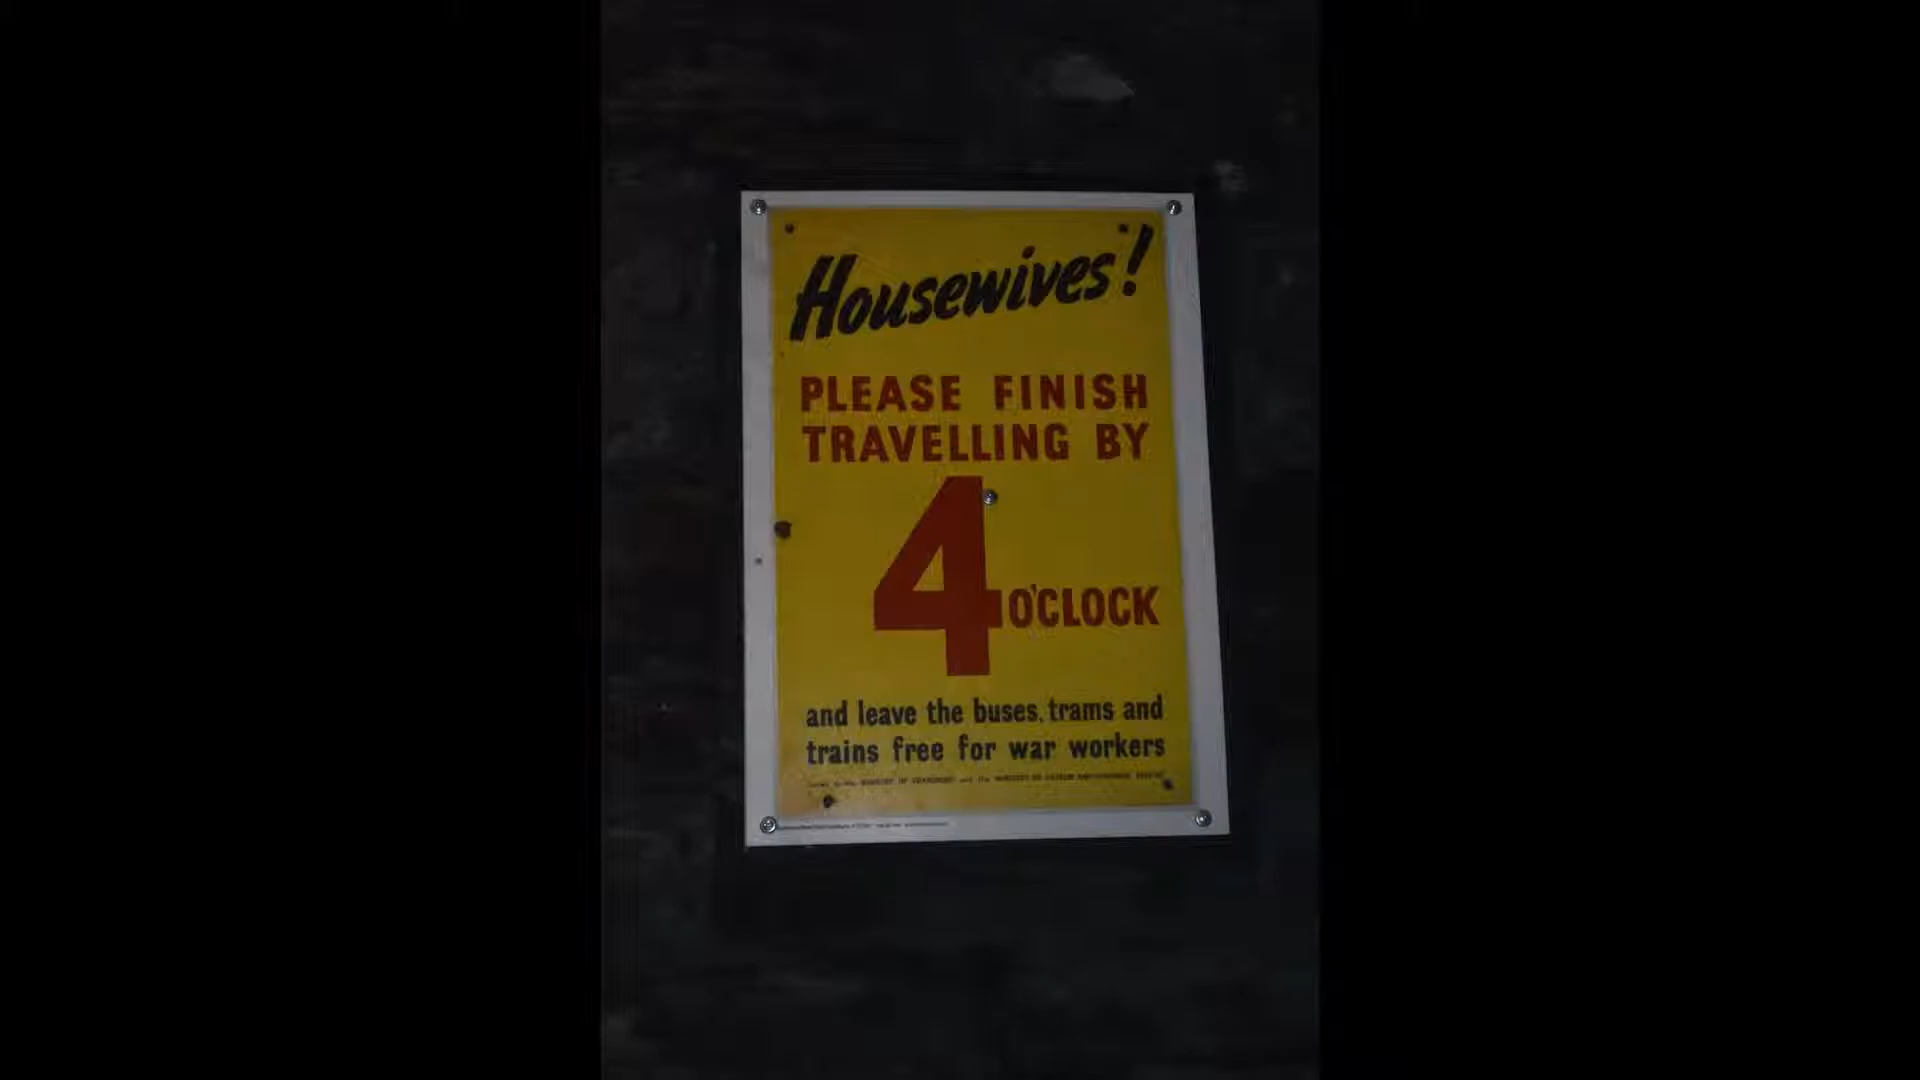 Housewives!
PLEASE FINISH
TRAVELLING BY
4 O'CLOCK
and leave the buses, trams and
trains free for war workers